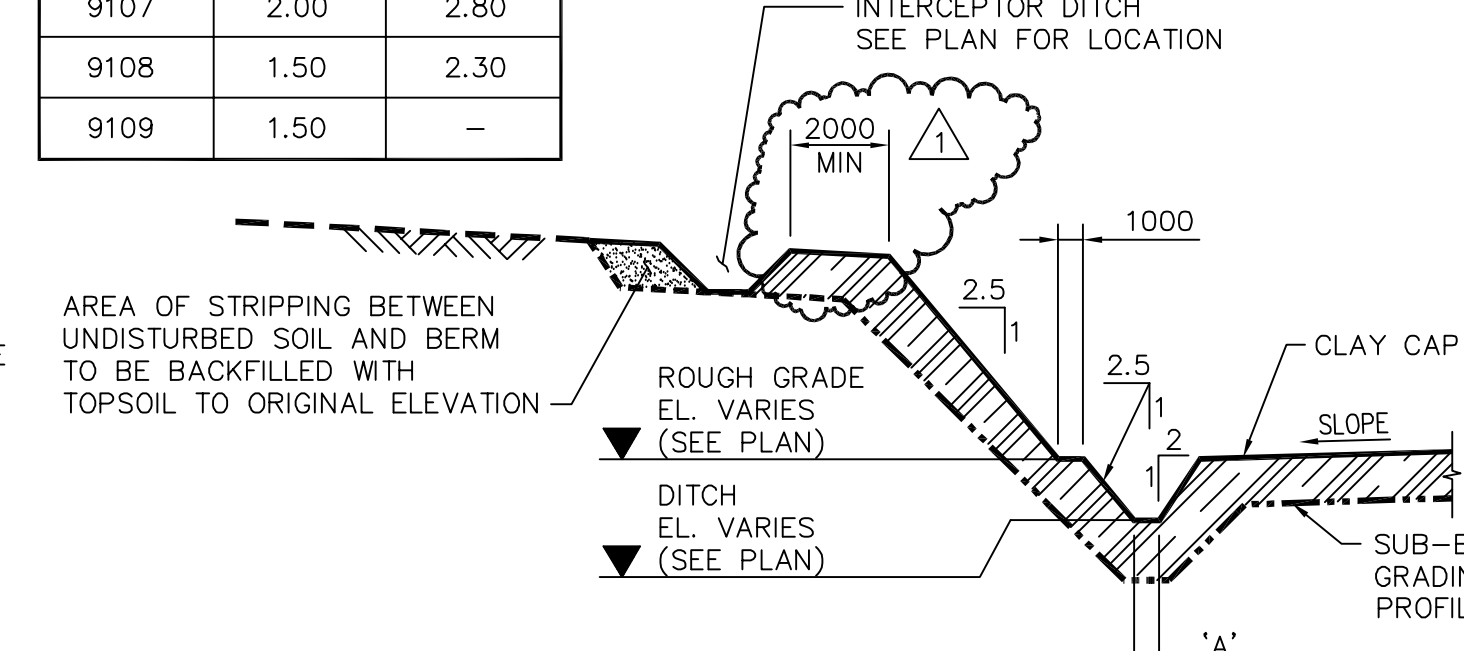 9107 2.00 2.80
9108 1.50 2.30
9109 1.50 –
INTERCEPTOR DITCH
SEE PLAN FOR LOCATION
2000
MIN
1
1000
AREA OF STRIPPING BETWEEN
UNDISTURBED SOIL AND BERM
TO BE BACKFILLED WITH
TOPSOIL TO ORIGINAL ELEVATION
2.5
1
ROUGH GRADE
EL. VARIES
(SEE PLAN)
2.5
1
2
1
CLAY CAP
SLOPE
DITCH
EL. VARIES
(SEE PLAN)
'A'